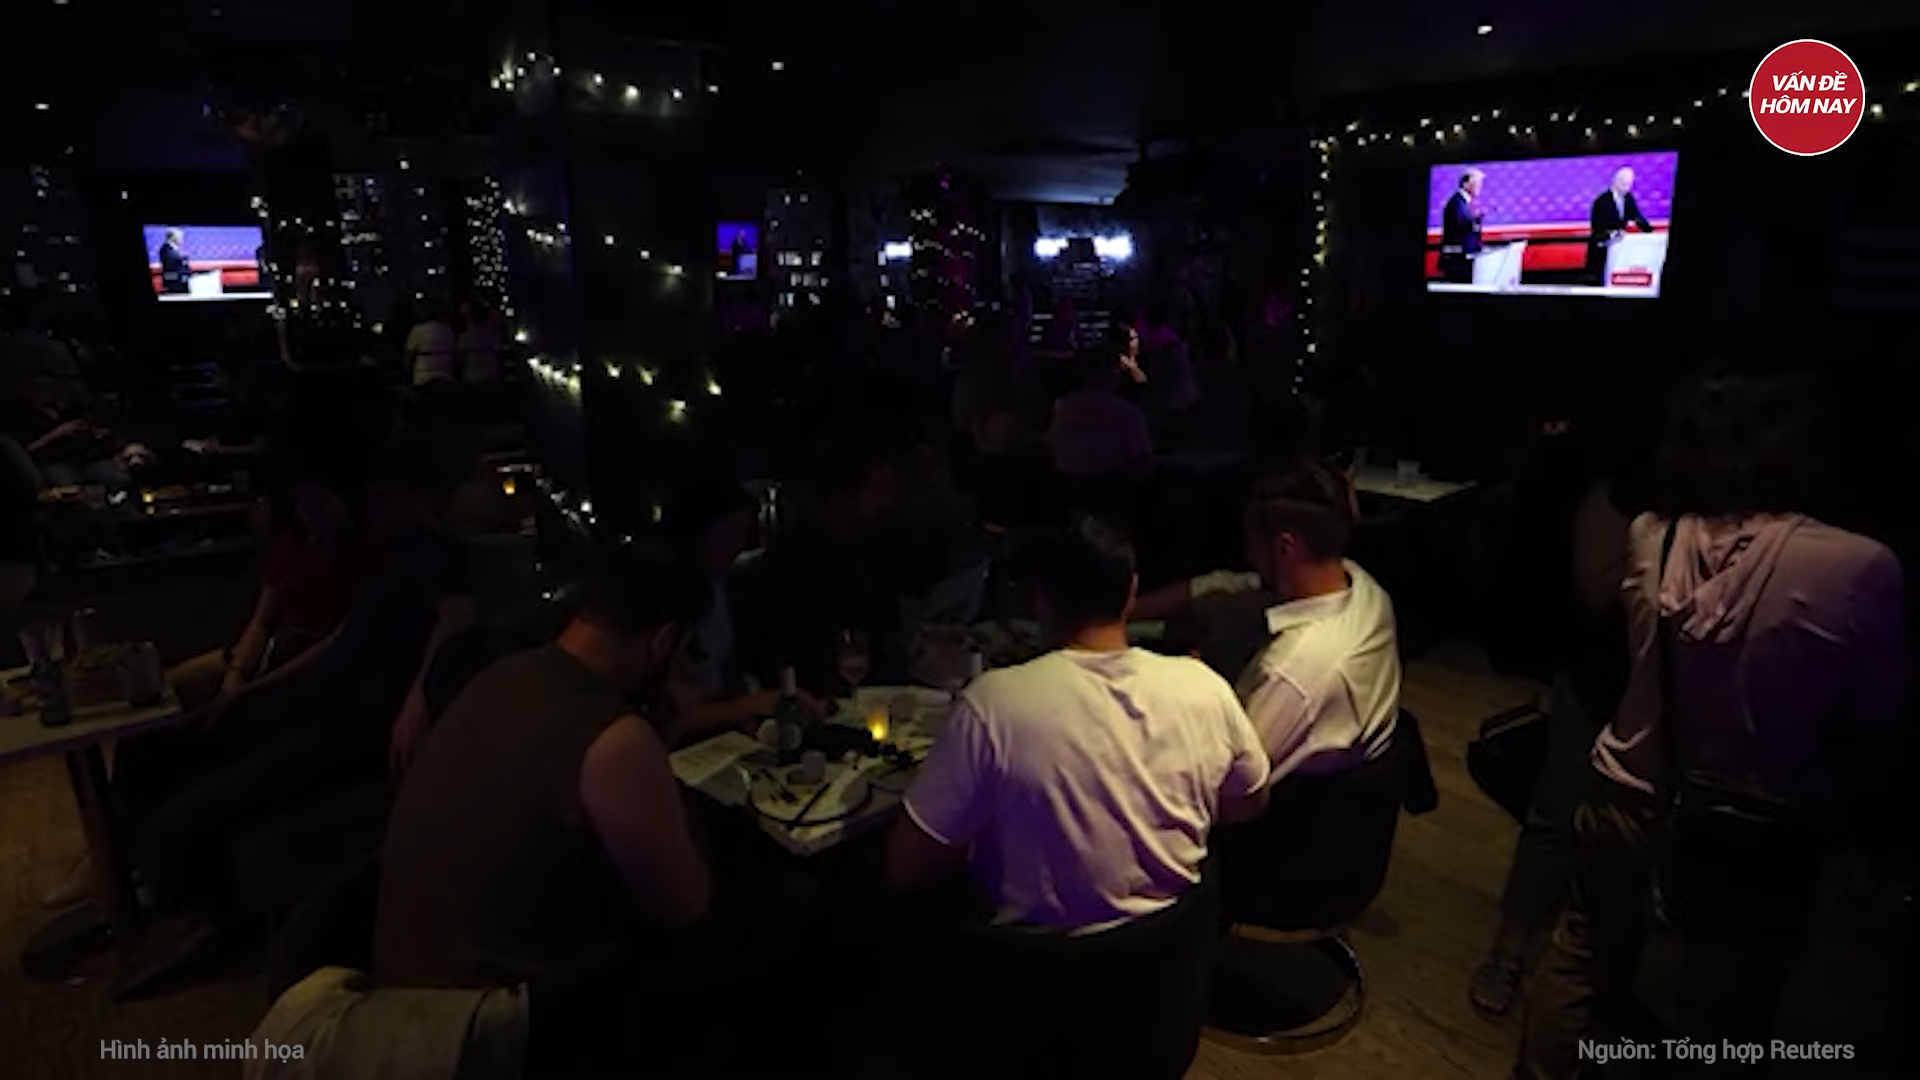 VẤN ĐỀ
HÔM NAY
Hình ảnh minh họa
Nguồn: Tổng hợp Reuters